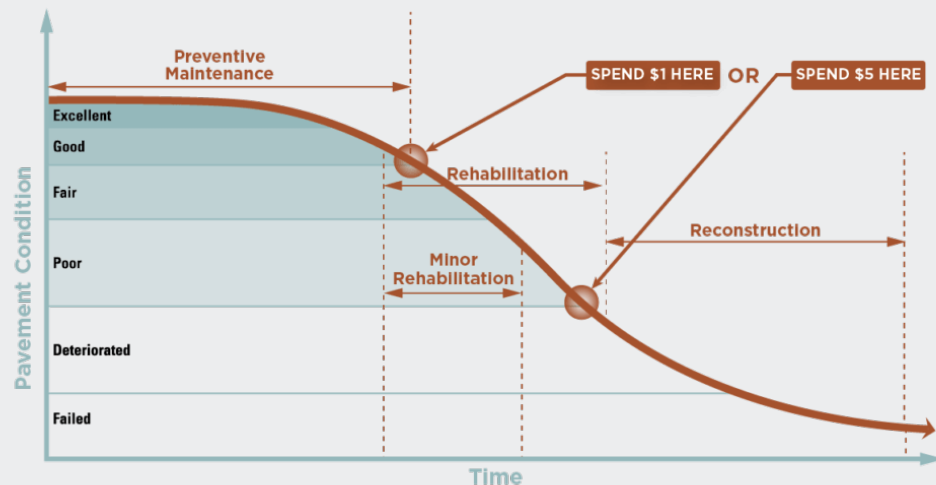 Preventive
Maintenance
SPEND $1 HERE OR SPEND $5 HERE
Excellent
Good
Rehabilitation
Fair
Reconstruction
Poor
Minor
Rehabilitation
Deteriorated
Failed
Pavement Condition
Time